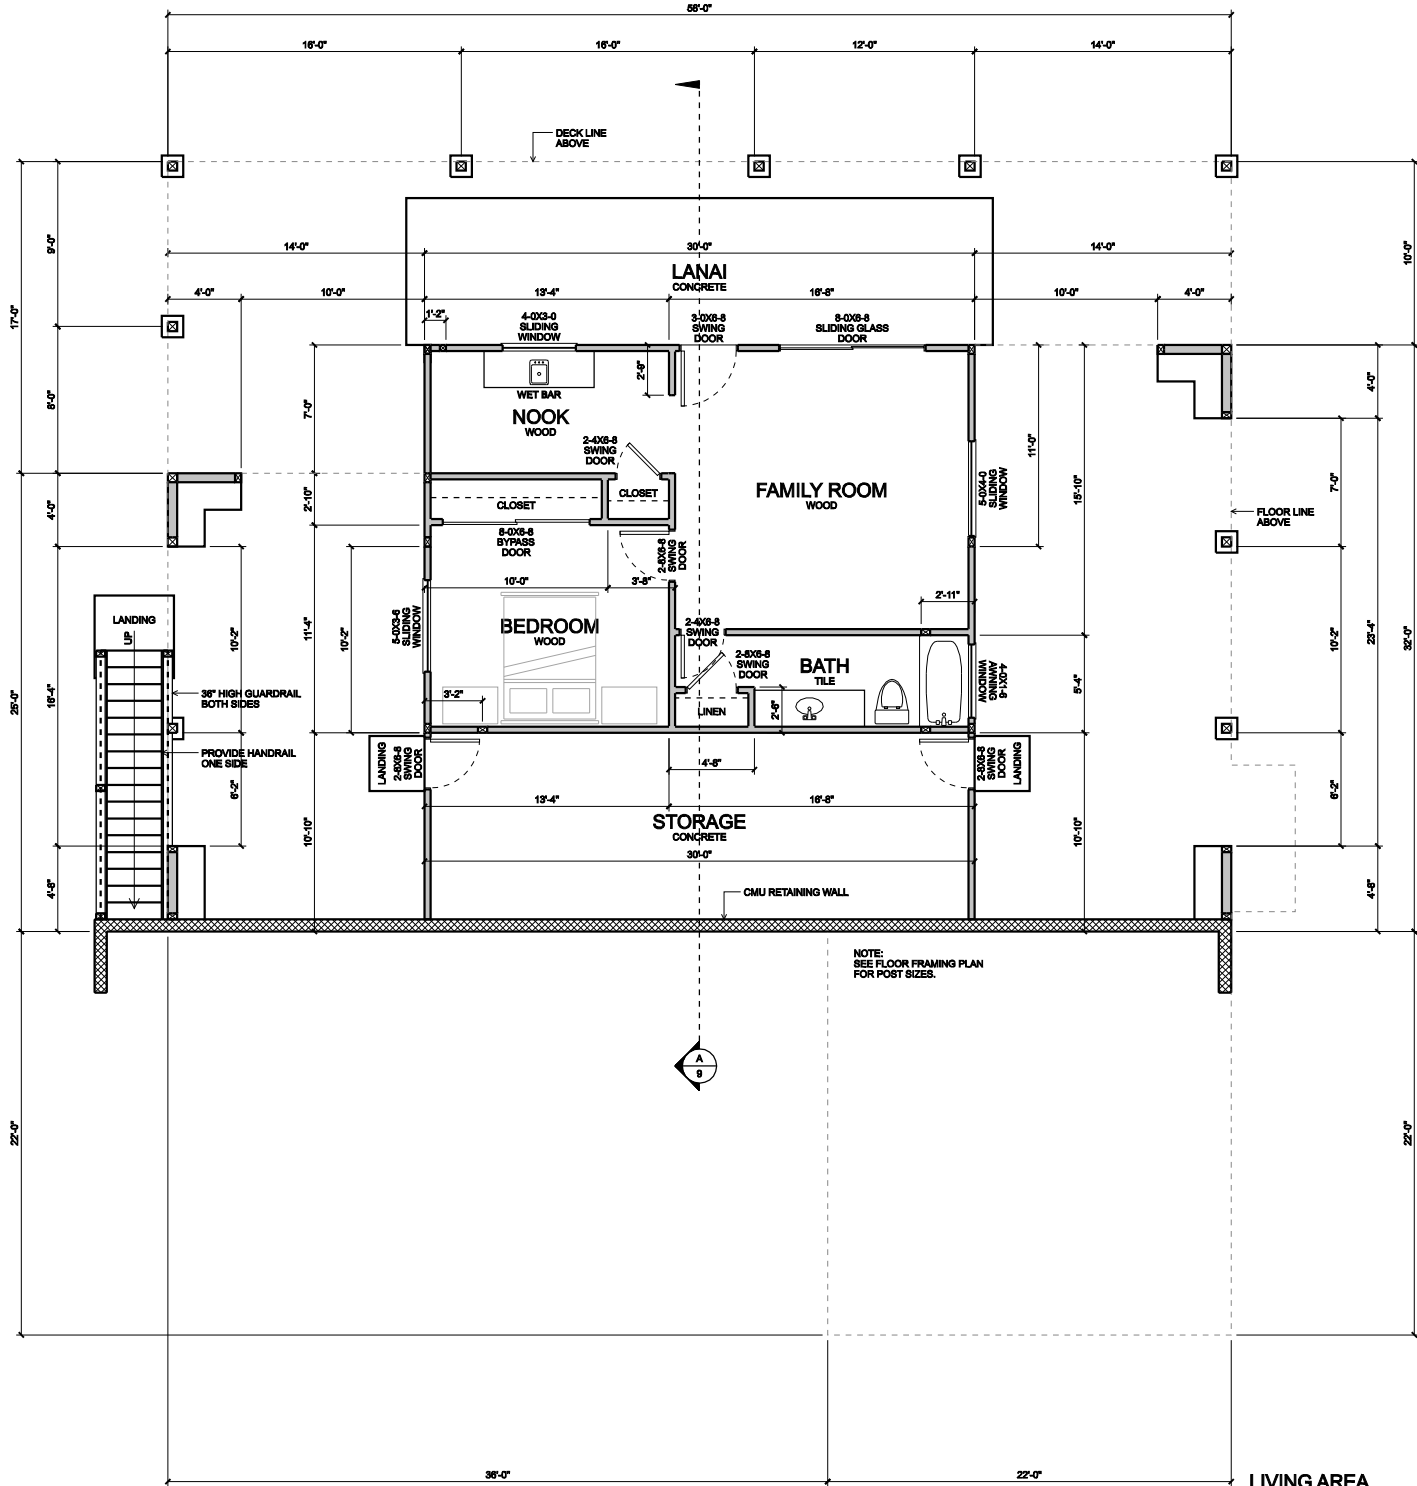 58'-0"
16'-0" 16'-0" 12'-0" 14'-0"
DECK LINE
ABOVE
14'-0" 30'-0" 14'-0"
LANAI
CONCRETE
4'-0" 10'-0" 13'-4" 16'-8" 10'-0" 4'-0"
1'-2"
4-0X3-0
SLIDING
WINDOW
3-0X6-8
SWING
DOOR
8-0X6-8
SLIDING GLASS
DOOR
17'-0"
9'-0"
8'-0"
7'-0"
2'-9"
WET BAR
NOOK
WOOD
2-4X6-8
SWING
DOOR
CLOSET
CLOSET
8-0X6-8
BYPASS
DOOR
2-8X6-8
SWING
DOOR
FAMILY ROOM
WOOD
5-0X4-0
SLIDING
WINDOW
11'-0"
15'-10"
10'-0"
4'-0"
7'-0"
FLOOR LINE
ABOVE
2'-10"
4'-0"
10'-0" 3'-8"
BEDROOM
WOOD
5-0X3-6
SLIDING
WINDOW
3'-2"
11'-4"
10'-2"
10'-2"
16'-4"
25'-0"
LANDING
UP
36" HIGH GUARDRAIL
BOTH SIDES
PROVIDE HANDRAIL
ONE SIDE
6'-2"
4'-8"
10'-10"
2-4X6-8
SWING
DOOR
2-8X6-8
SWING
DOOR
2'-11"
BATH
TILE
LINEN
2'-6"
4-0X1-6
AWNING
WINDOW
5'-4"
10'-2"
23'-4"
32'-0"
LANDING
2-8X6-8
SWING
DOOR
2-8X6-8
SWING
DOOR
LANDING
4'-8"
13'-4" 16'-8"
STORAGE
CONCRETE
30'-0"
10'-10"
6'-2"
4'-8"
CMU RETAINING WALL
NOTE:
SEE FLOOR FRAMING PLAN
FOR POST SIZES.
A
9
22'-0"
22'-0"
36'-0" 22'-0"
LIVING AREA